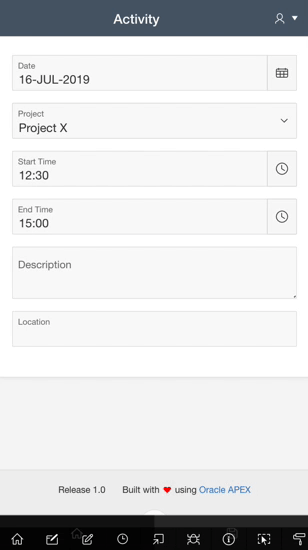 Activity
Date
16-JUL-2019
Project
Project X
Start Time
12:30
End Time
15:00
Description
Location
Release 1.0
Built with ❤ using Oracle APEX